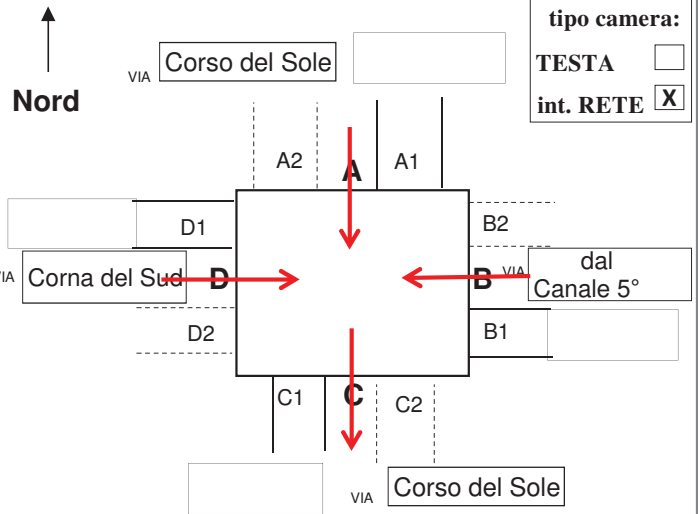 tipo camera:
TESTA
int. RETE X
Nord
VIA Corso del Sole
A2 A A1
D1 B2
VIA Corna del Sud D B VIA dal
Canale 5°
D2 B1
C1 C C2
VIA Corso del Sole